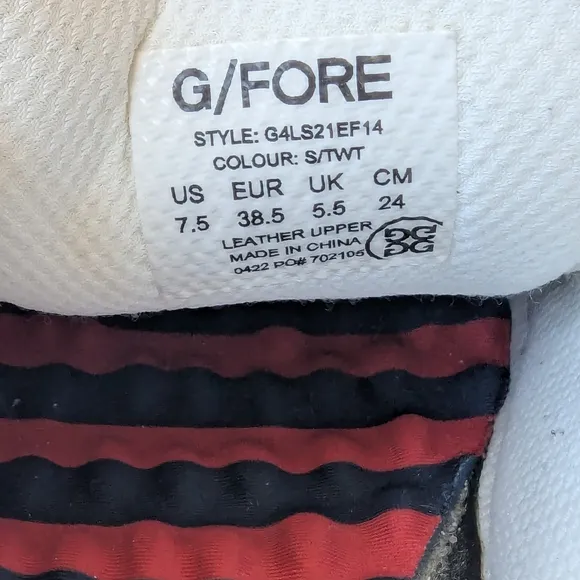 G/FORE
STYLE: G4LS21EF14
COLOUR: S/TWT
US EUR UK CM
7.5 38.5 5.5 24
LEATHER UPPER
MADE IN CHINA
0422 PO# 702105